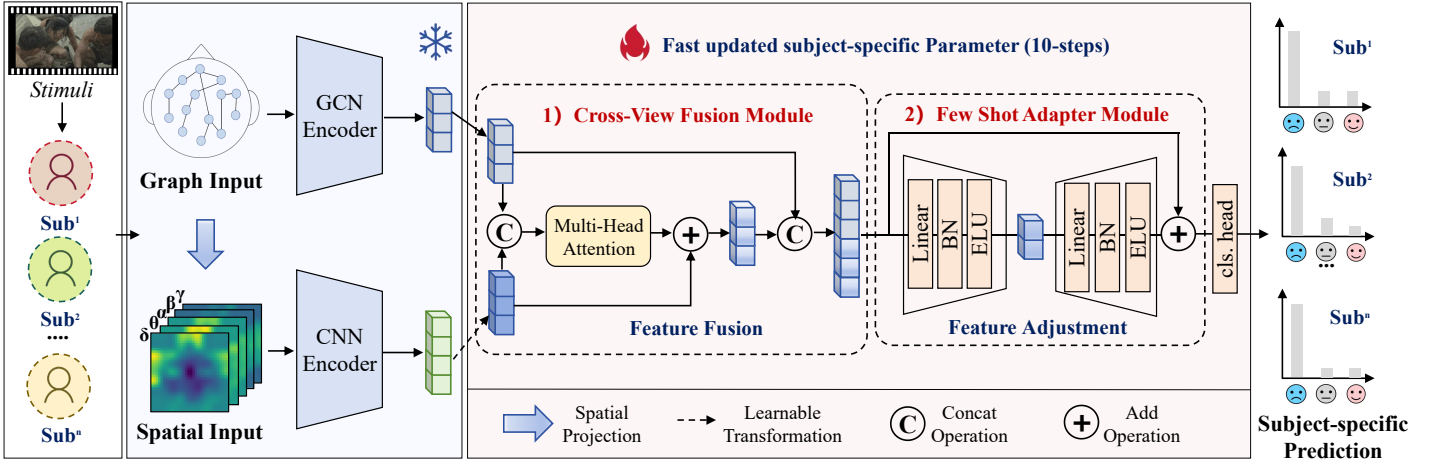 Stimuli
Sub¹
Sub²
....
Subⁿ
Graph Input
GCN
Encoder
δ θ α β γ
Spatial Input
CNN
Encoder
Fast updated subject-specific Parameter (10-steps)
1) Cross-View Fusion Module
C
Multi-Head
Attention
+
C
Feature Fusion
2) Few Shot Adapter Module
Linear
BN
ELU
Linear
BN
ELU
+
Feature Adjustment
cls. head
Spatial
Projection
Learnable
Transformation
C
Concat
Operation
+
Add
Operation
Sub¹
Sub²
...
Subⁿ
Subject-specific
Prediction